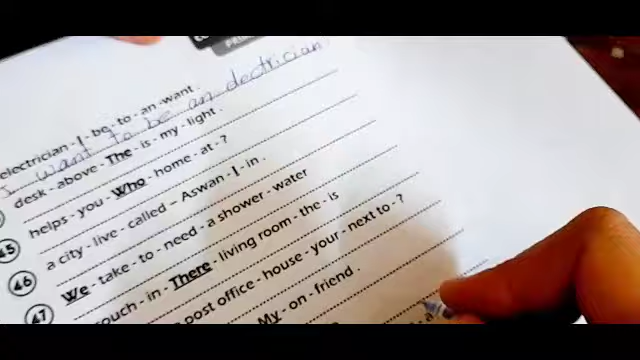 electrician - I - be - to - an - want .
I want to be an electrician
desk - above - The - is - my - light .
45 helps - you - Who - home - at - ?
46 a city - live - called – Aswan - I - in .
47 We - take - to - need - a shower - water
- in - There - living room - the - is
post office - house - your - next to - ?
My - on - friend .